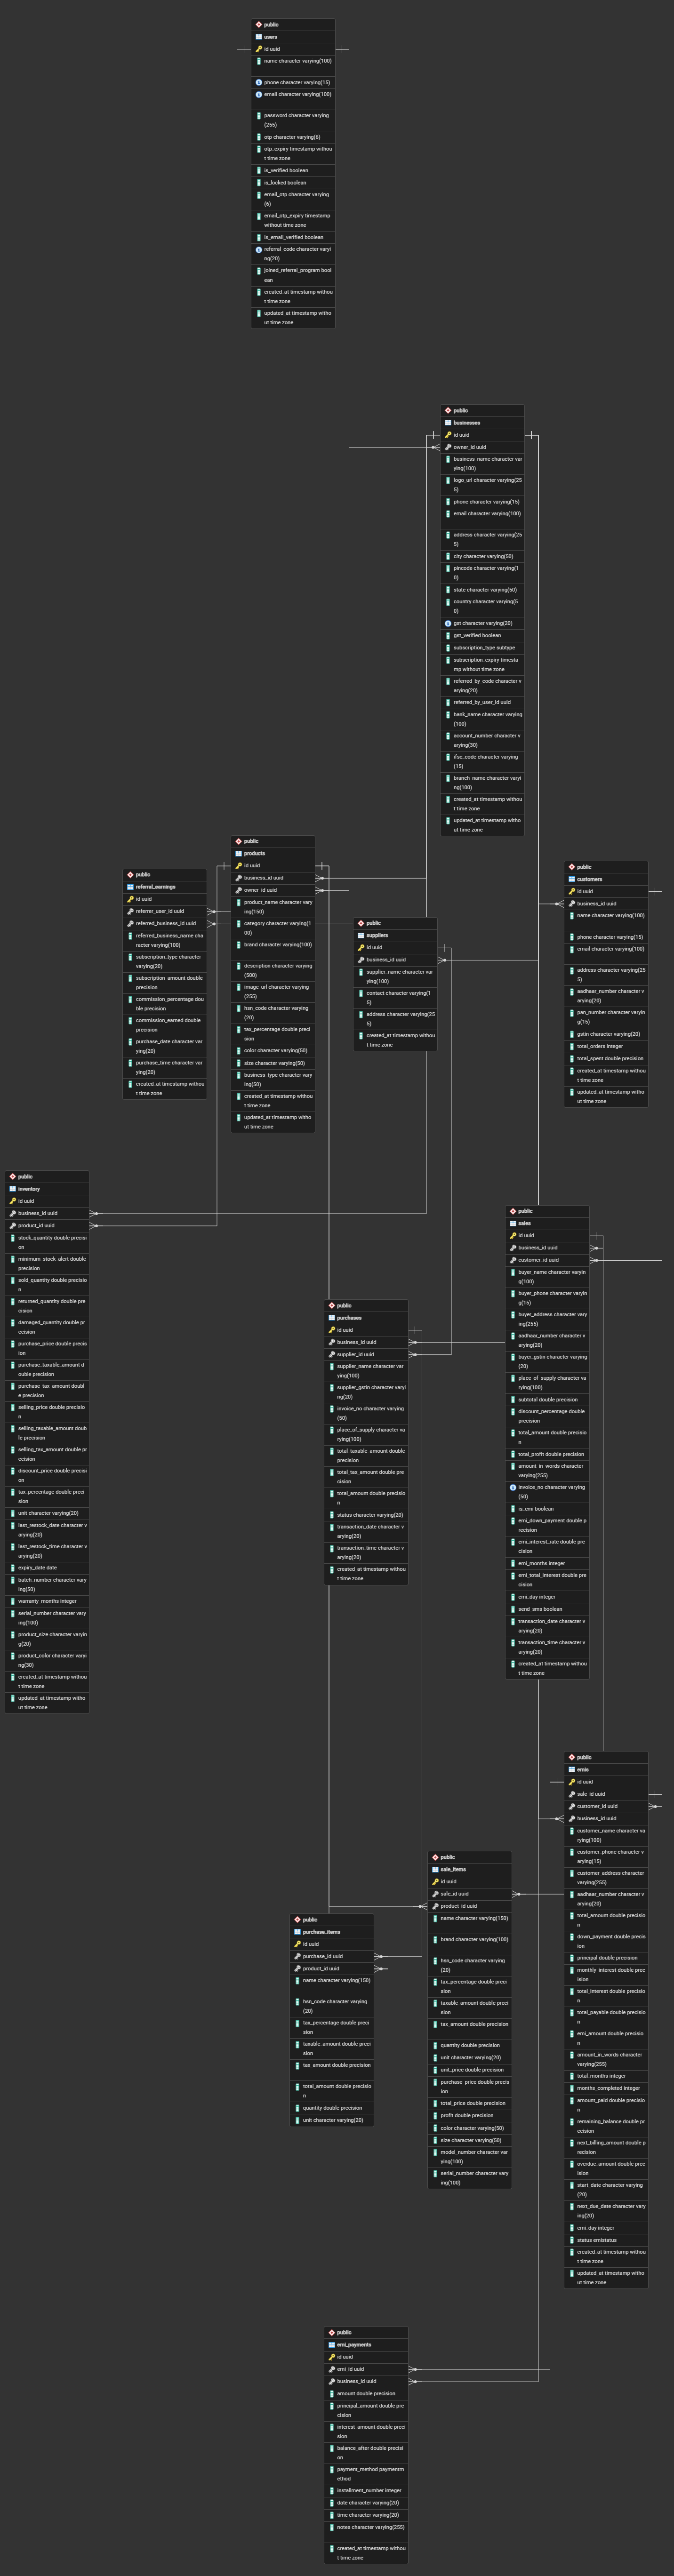 public
users
id uuid
name character varying(100)
phone character varying(15)
email character varying(100)
password character varying
(255)
otp character varying(6)
otp_expiry timestamp withou
t time zone
is_verified boolean
is_locked boolean
email_otp character varying
(6)
email_otp_expiry timestamp
without time zone
is_email_verified boolean
referral_code character varyi
ng(20)
joined_referral_program bool
ean
created_at timestamp withou
t time zone
updated_at timestamp witho
ut time zone
public
businesses
id uuid
owner_id uuid
business_name character var
ying(100)
logo_url character varying(25
5)
phone character varying(15)
email character varying(100)
address character varying(25
5)
city character varying(50)
pincode character varying(1
0)
state character varying(50)
country character varying(5
0)
gst character varying(20)
gst_verified boolean
subscription_type subtype
subscription_expiry timesta
mp without time zone
referred_by_code character v
arying(20)
referred_by_user_id uuid
bank_name character varying
(100)
account_number character v
arying(30)
ifsc_code character varying
(15)
branch_name character varyi
ng(100)
created_at timestamp withou
t time zone
updated_at timestamp witho
ut time zone
public
products
id uuid
business_id uuid
owner_id uuid
product_name character vary
ing(150)
category character varying(1
00)
brand character varying(100)
description character varying
(500)
image_url character varying
(255)
hsn_code character varying
(20)
tax_percentage double preci
sion
color character varying(50)
size character varying(50)
business_type character vary
ing(50)
created_at timestamp withou
t time zone
updated_at timestamp witho
ut time zone
public
referral_earnings
id uuid
referrer_user_id uuid
referred_business_id uuid
referred_business_name cha
racter varying(100)
subscription_type character
varying(20)
subscription_amount double
precision
commission_percentage dou
ble precision
commission_earned double
precision
purchase_date character var
ying(20)
purchase_time character var
ying(20)
created_at timestamp withou
t time zone
public
suppliers
id uuid
business_id uuid
supplier_name character var
ying(100)
contact character varying(1
5)
address character varying(25
5)
created_at timestamp withou
t time zone
public
customers
id uuid
business_id uuid
name character varying(100)
phone character varying(15)
email character varying(100)
address character varying(25
5)
aadhaar_number character v
arying(20)
pan_number character varyin
g(15)
gstin character varying(20)
total_orders integer
total_spent double precision
created_at timestamp withou
t time zone
updated_at timestamp witho
ut time zone
public
inventory
id uuid
business_id uuid
product_id uuid
stock_quantity double precisi
on
minimum_stock_alert double
precision
sold_quantity double precisio
n
returned_quantity double pre
cision
damaged_quantity double pr
ecision
purchase_price double precis
ion
purchase_taxable_amount d
ouble precision
purchase_tax_amount doubl
e precision
selling_price double precisio
n
selling_taxable_amount doub
le precision
selling_tax_amount double pr
ecision
discount_price double precisi
on
tax_percentage double preci
sion
unit character varying(20)
last_restock_date character v
arying(20)
last_restock_time character v
arying(20)
expiry_date date
batch_number character vary
ing(50)
warranty_months integer
serial_number character vary
ing(100)
product_size character varyin
g(20)
product_color character varyi
ng(30)
created_at timestamp withou
t time zone
updated_at timestamp witho
ut time zone
public
sales
id uuid
business_id uuid
customer_id uuid
buyer_name character varyin
g(100)
buyer_phone character varyin
g(15)
buyer_address character vary
ing(255)
aadhaar_number character v
arying(20)
buyer_gstin character varying
(20)
place_of_supply character va
rying(100)
subtotal double precision
discount_percentage double
precision
total_amount double precisio
n
total_profit double precision
amount_in_words character
varying(255)
invoice_no character varying
(50)
is_emi boolean
emi_down_payment double p
recision
emi_interest_rate double pre
cision
emi_months integer
emi_total_interest double pre
cision
emi_day integer
send_sms boolean
transaction_date character v
arying(20)
transaction_time character v
arying(20)
created_at timestamp withou
t time zone
public
purchases
id uuid
business_id uuid
supplier_id uuid
supplier_name character var
ying(100)
supplier_gstin character varyi
ng(20)
invoice_no character varying
(50)
place_of_supply character va
rying(100)
total_taxable_amount double
precision
total_tax_amount double pre
cision
total_amount double precisio
n
status character varying(20)
transaction_date character v
arying(20)
transaction_time character v
arying(20)
created_at timestamp withou
t time zone
public
emis
id uuid
sale_id uuid
customer_id uuid
business_id uuid
customer_name character va
rying(100)
customer_phone character v
arying(15)
customer_address character
varying(255)
aadhaar_number character v
arying(20)
total_amount double precisio
n
down_payment double precis
ion
principal double precision
monthly_interest double prec
ision
total_interest double precisio
n
total_payable double precisio
n
emi_amount double precisio
n
amount_in_words character
varying(255)
total_months integer
months_completed integer
amount_paid double precisio
n
remaining_balance double pr
ecision
next_billing_amount double p
recision
overdue_amount double prec
ision
start_date character varying
(20)
next_due_date character vary
ing(20)
emi_day integer
status emistatus
created_at timestamp withou
t time zone
updated_at timestamp witho
ut time zone
public
sale_items
id uuid
sale_id uuid
product_id uuid
name character varying(150)
brand character varying(100)
hsn_code character varying
(20)
tax_percentage double preci
sion
taxable_amount double preci
sion
tax_amount double precision
quantity double precision
unit character varying(20)
unit_price double precision
purchase_price double precis
ion
total_price double precision
profit double precision
color character varying(50)
size character varying(50)
model_number character var
ying(100)
serial_number character vary
ing(100)
public
purchase_items
id uuid
purchase_id uuid
product_id uuid
name character varying(150)
hsn_code character varying
(20)
tax_percentage double preci
sion
taxable_amount double preci
sion
tax_amount double precision
total_amount double precisio
n
quantity double precision
unit character varying(20)
public
emi_payments
id uuid
emi_id uuid
business_id uuid
amount double precision
principal_amount double pre
cision
interest_amount double preci
sion
balance_after double precisi
on
payment_method paymentm
ethod
installment_number integer
date character varying(20)
time character varying(20)
notes character varying(255)
created_at timestamp withou
t time zone